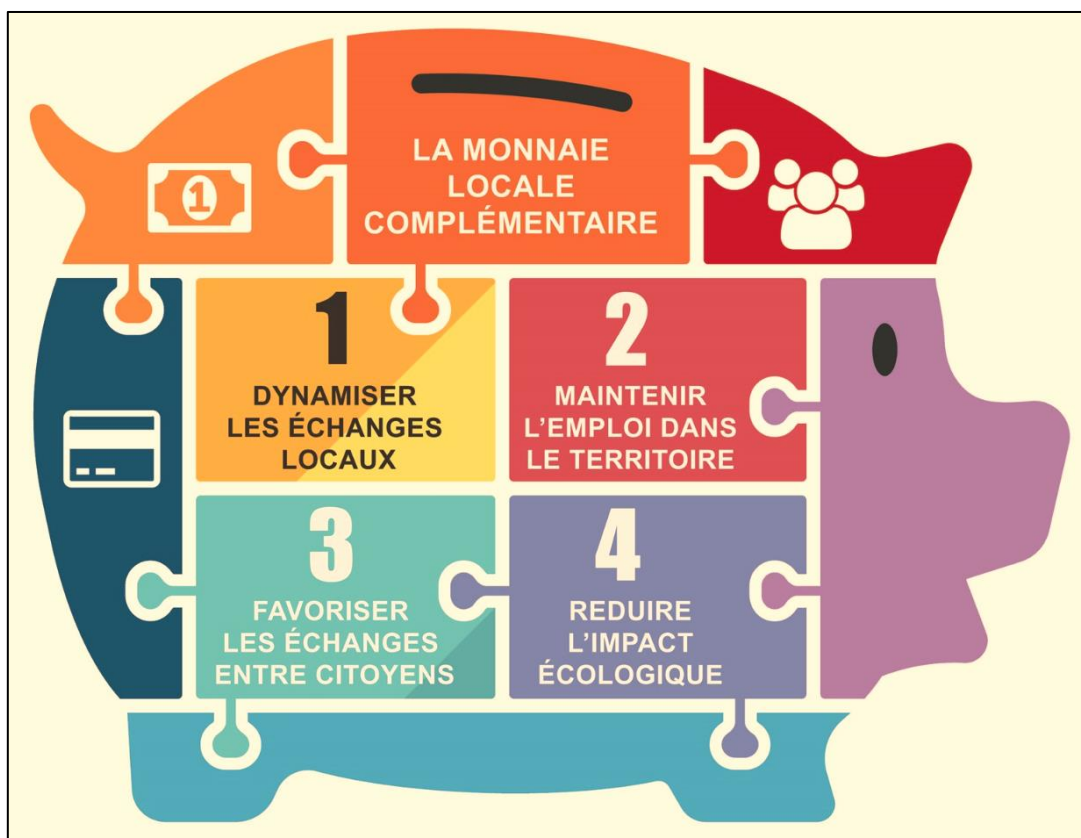 LA MONNAIE
LOCALE
COMPLÉMENTAIRE
1
1
DYNAMISER
LES ÉCHANGES
LOCAUX
2
MAINTENIR
L’EMPLOI DANS
LE TERRITOIRE
3
FAVORISER
LES ÉCHANGES
ENTRE CITOYENS
4
REDUIRE
L’IMPACT
ÉCOLOGIQUE